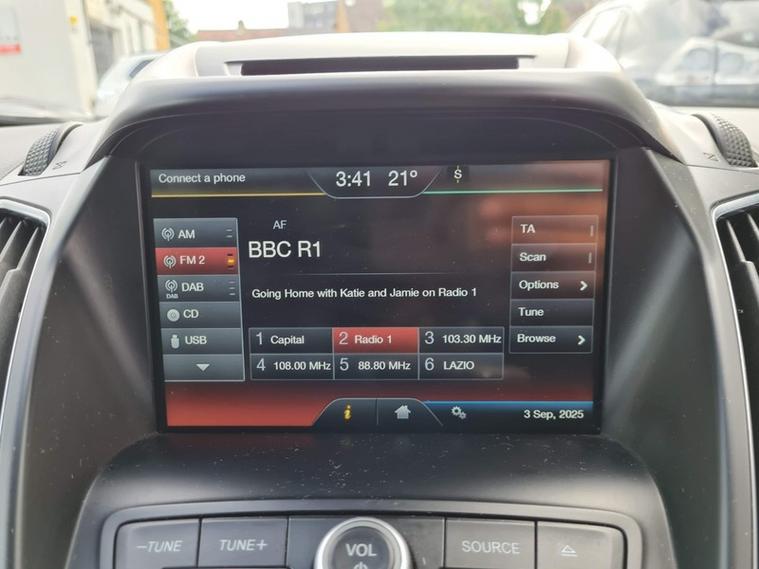 Connect a phone 3:41 21° S
AM
FM 2
DAB
DAB
CD
USB
AF
BBC R1
Going Home with Katie and Jamie on Radio 1
1 Capital 2 Radio 1 3 103.30 MHz
4 108.00 MHz 5 88.80 MHz 6 LAZIO
TA
Scan
Options
Tune
Browse
i 3 Sep, 2025
-TUNE TUNE+ VOL SOURCE